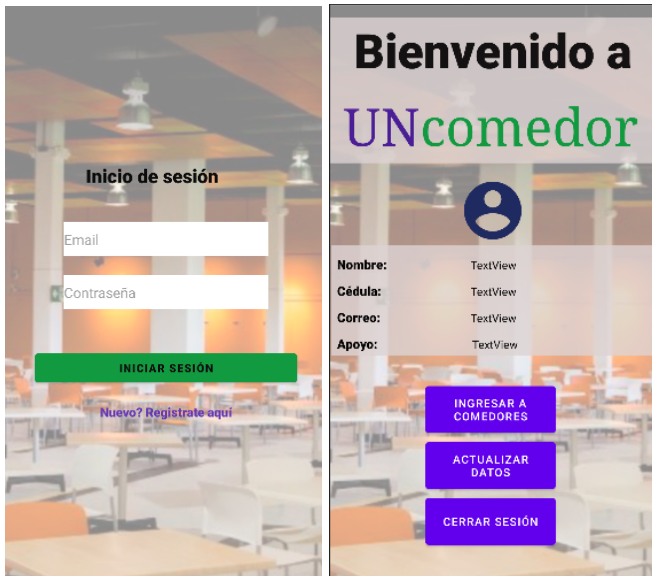 Inicio de sesión
Email
Contraseña
INICIAR SESIÓN
Nuevo? Registrate aquí
Bienvenido a
UNcomedor
Nombre: TextView
Cédula: TextView
Correo: TextView
Apoyo: TextView
INGRESAR A
COMEDORES
ACTUALIZAR
DATOS
CERRAR SESIÓN